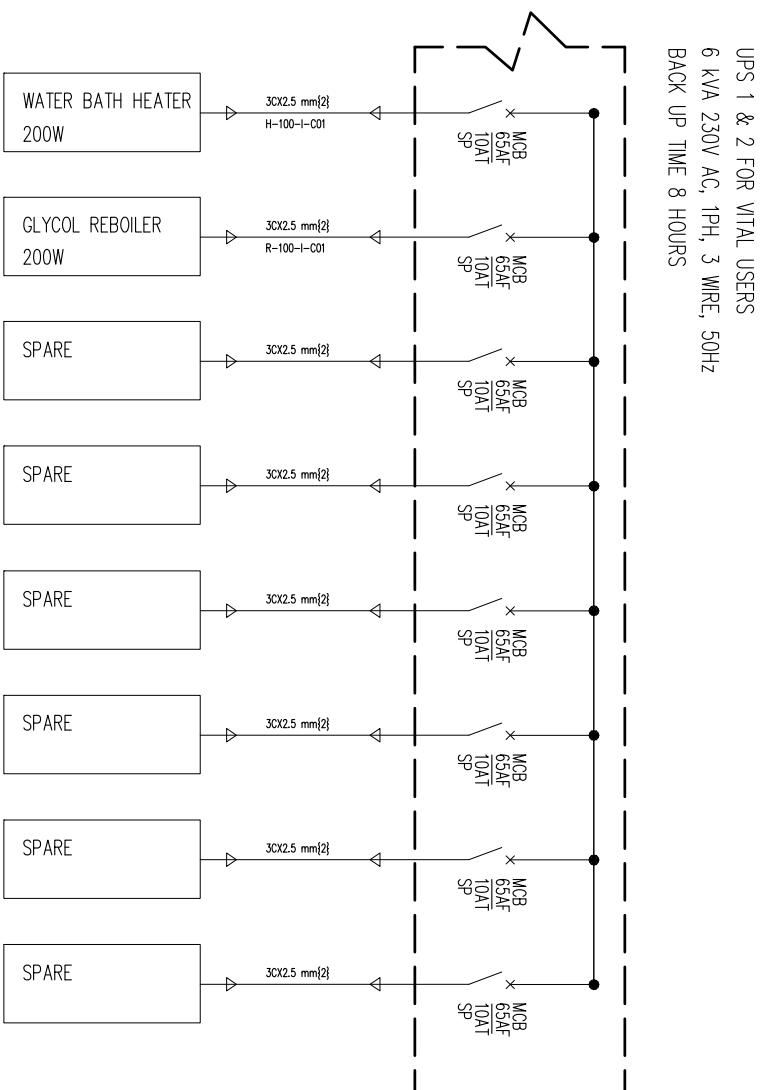 UPS 1 & 2 FOR VITAL USERS
6 kVA 230V AC, 1PH, 3 WIRE, 50Hz
BACK UP TIME 8 HOURS
WATER BATH HEATER
200W
3CX2.5 mm{2}
H-100-I-C01
MCB
65AF
10AT
SP
GLYCOL REBOILER
200W
3CX2.5 mm{2}
R-100-I-C01
MCB
65AF
10AT
SP
SPARE
3CX2.5 mm{2}
MCB
65AF
10AT
SP
SPARE
3CX2.5 mm{2}
MCB
65AF
10AT
SP
SPARE
3CX2.5 mm{2}
MCB
65AF
10AT
SP
SPARE
3CX2.5 mm{2}
MCB
65AF
10AT
SP
SPARE
3CX2.5 mm{2}
MCB
65AF
10AT
SP
SPARE
3CX2.5 mm{2}
MCB
65AF
10AT
SP